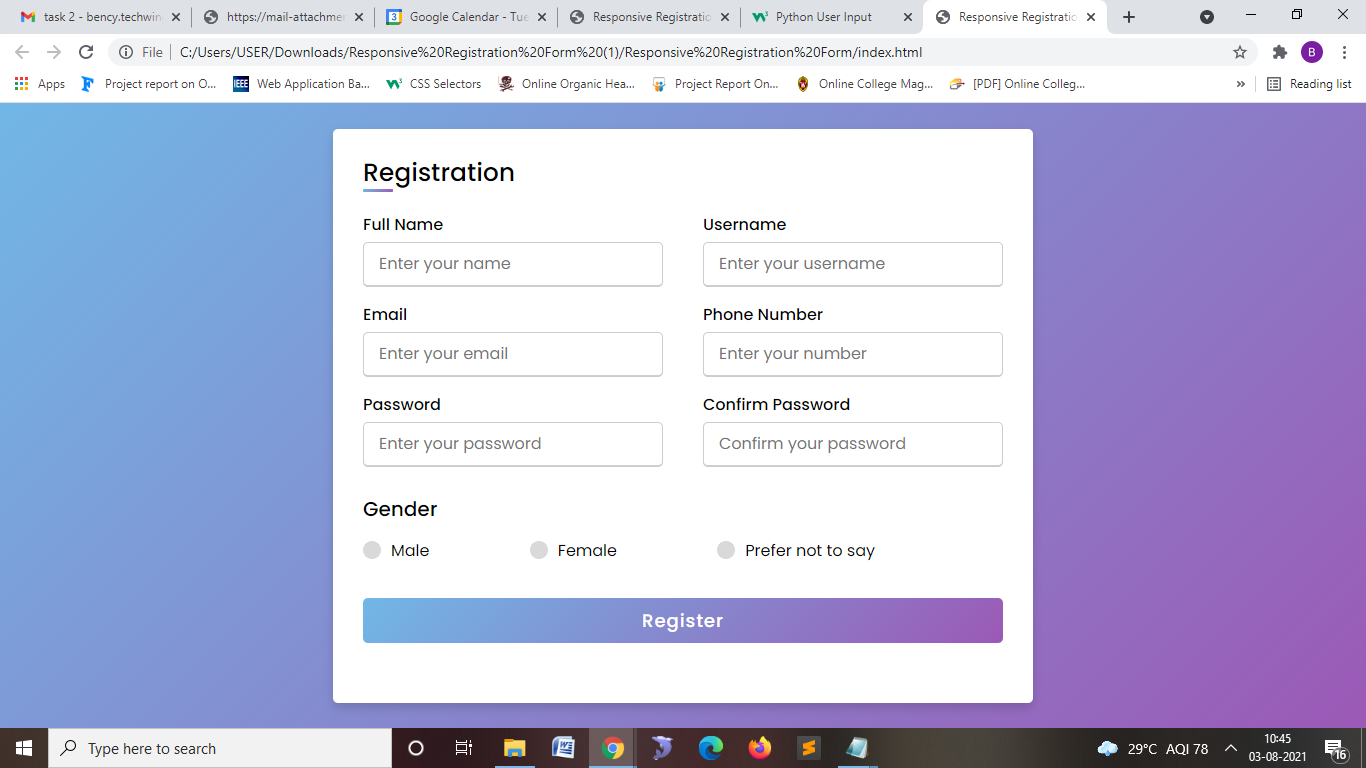 task 2 - bency.techwin
https://mail-attachmen
Google Calendar - Tue
Responsive Registratio
Python User Input
Responsive Registratio
File
C:/Users/USER/Downloads/Responsive%20Registration%20Form%20(1)/Responsive%20Registration%20Form/index.html
B
Apps
Project report on O...
IEEE
Web Application Ba...
CSS Selectors
Online Organic Hea...
Project Report On...
Online College Mag...
[PDF] Online Colleg...
»
Reading list
Registration
Full Name
Username
Enter your name
Enter your username
Email
Phone Number
Enter your email
Enter your number
Password
Confirm Password
Enter your password
Confirm your password
Gender
Male
Female
Prefer not to say
Register
Type here to search
29°C AQI 78
10:45
03-08-2021
16